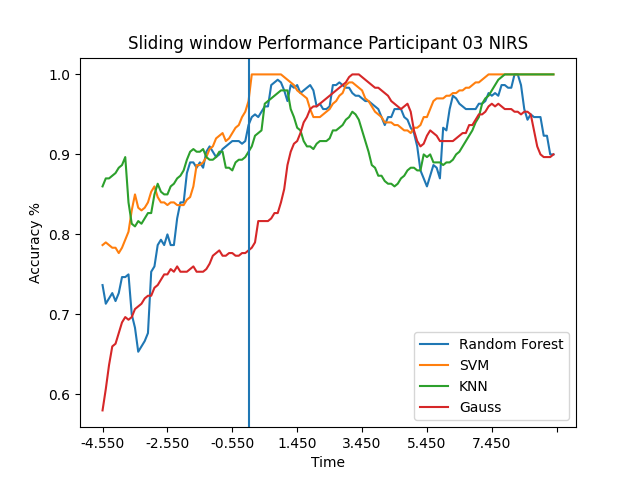 Sliding window Performance Participant 03 NIRS
Accuracy %
1.0
0.9
0.8
0.7
0.6
-4.550 -2.550 -0.550 1.450 3.450 5.450 7.450
Time
Random Forest
SVM
KNN
Gauss